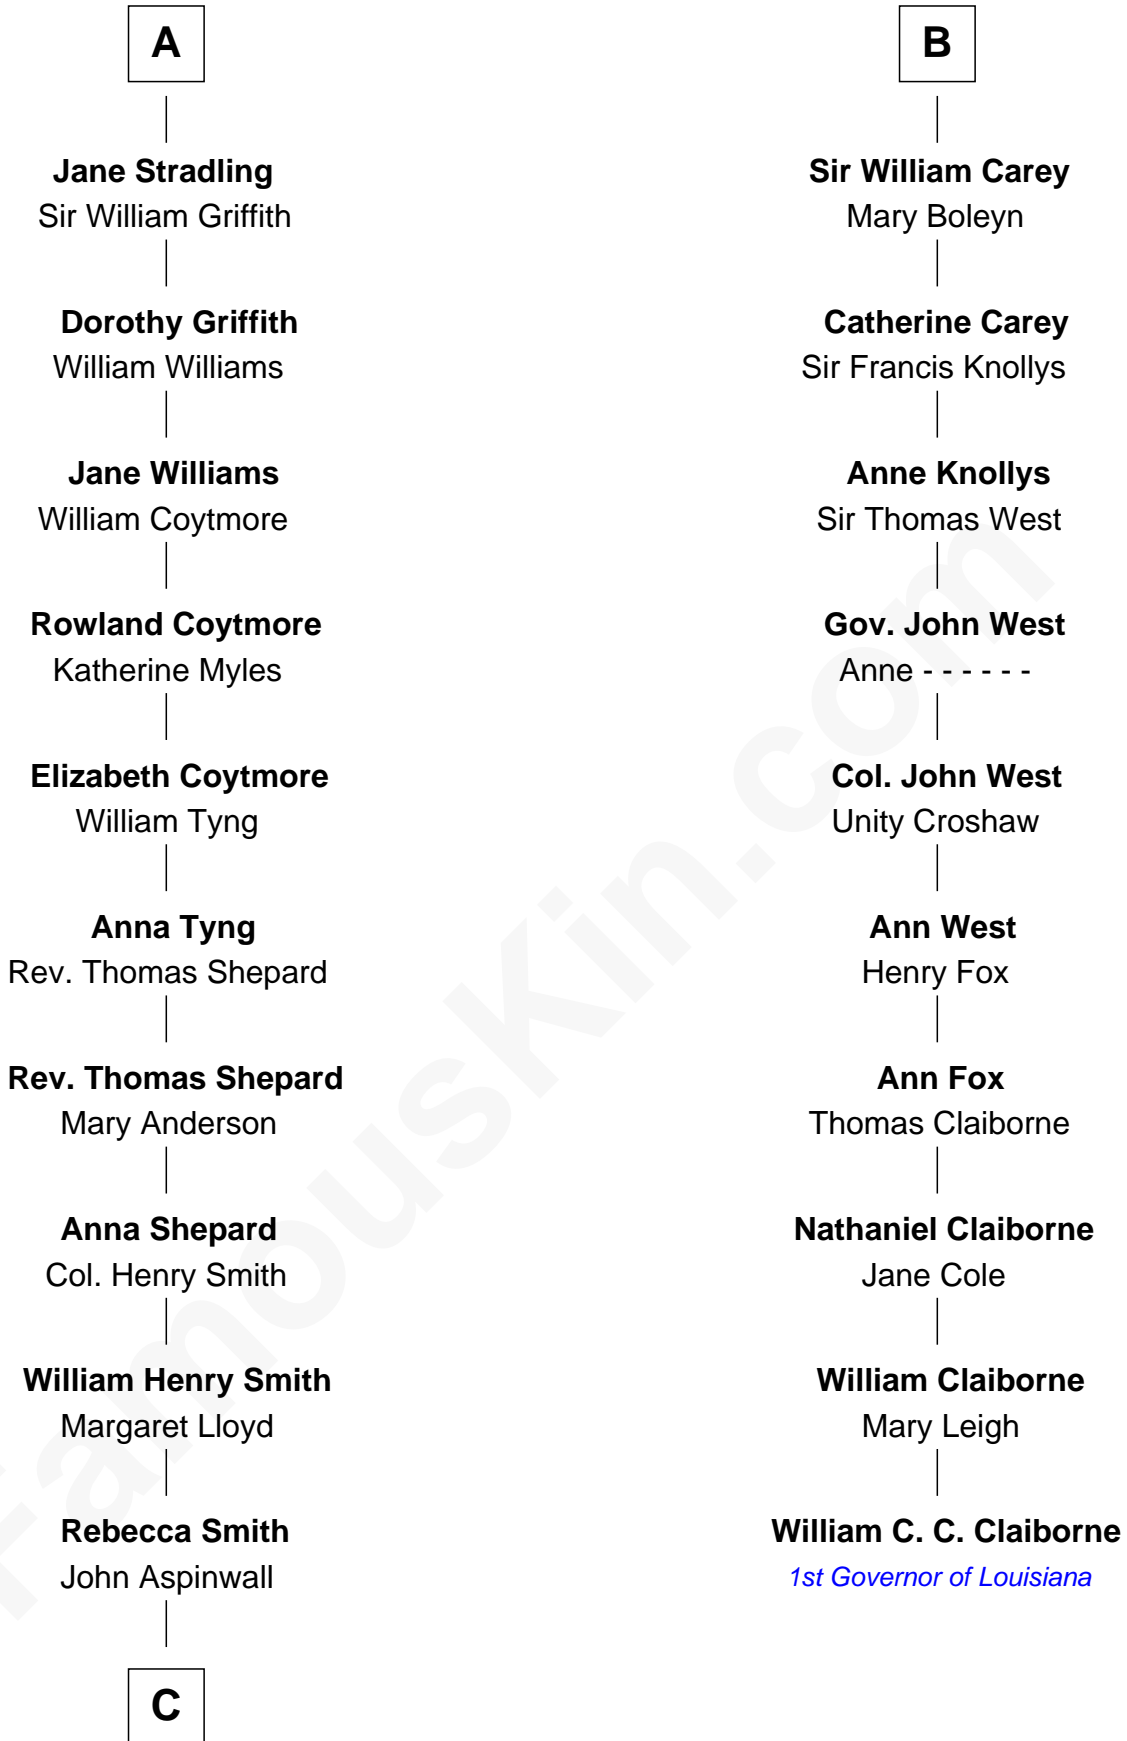 A
Jane Stradling
Sir William Griffith
Dorothy Griffith
William Williams
Jane Williams
William Coytmore
Rowland Coytmore
Katherine Myles
Elizabeth Coytmore
William Tyng
Anna Tyng
Rev. Thomas Shepard
Rev. Thomas Shepard
Mary Anderson
Anna Shepard
Col. Henry Smith
William Henry Smith
Margaret Lloyd
Rebecca Smith
John Aspinwall
C
B
Sir William Carey
Mary Boleyn
Catherine Carey
Sir Francis Knollys
Anne Knollys
Sir Thomas West
Gov. John West
Anne - - - - - -
Col. John West
Unity Croshaw
Ann West
Henry Fox
Ann Fox
Thomas Claiborne
Nathaniel Claiborne
Jane Cole
William Claiborne
Mary Leigh
William C. C. Claiborne
1st Governor of Louisiana
FamousKin.com